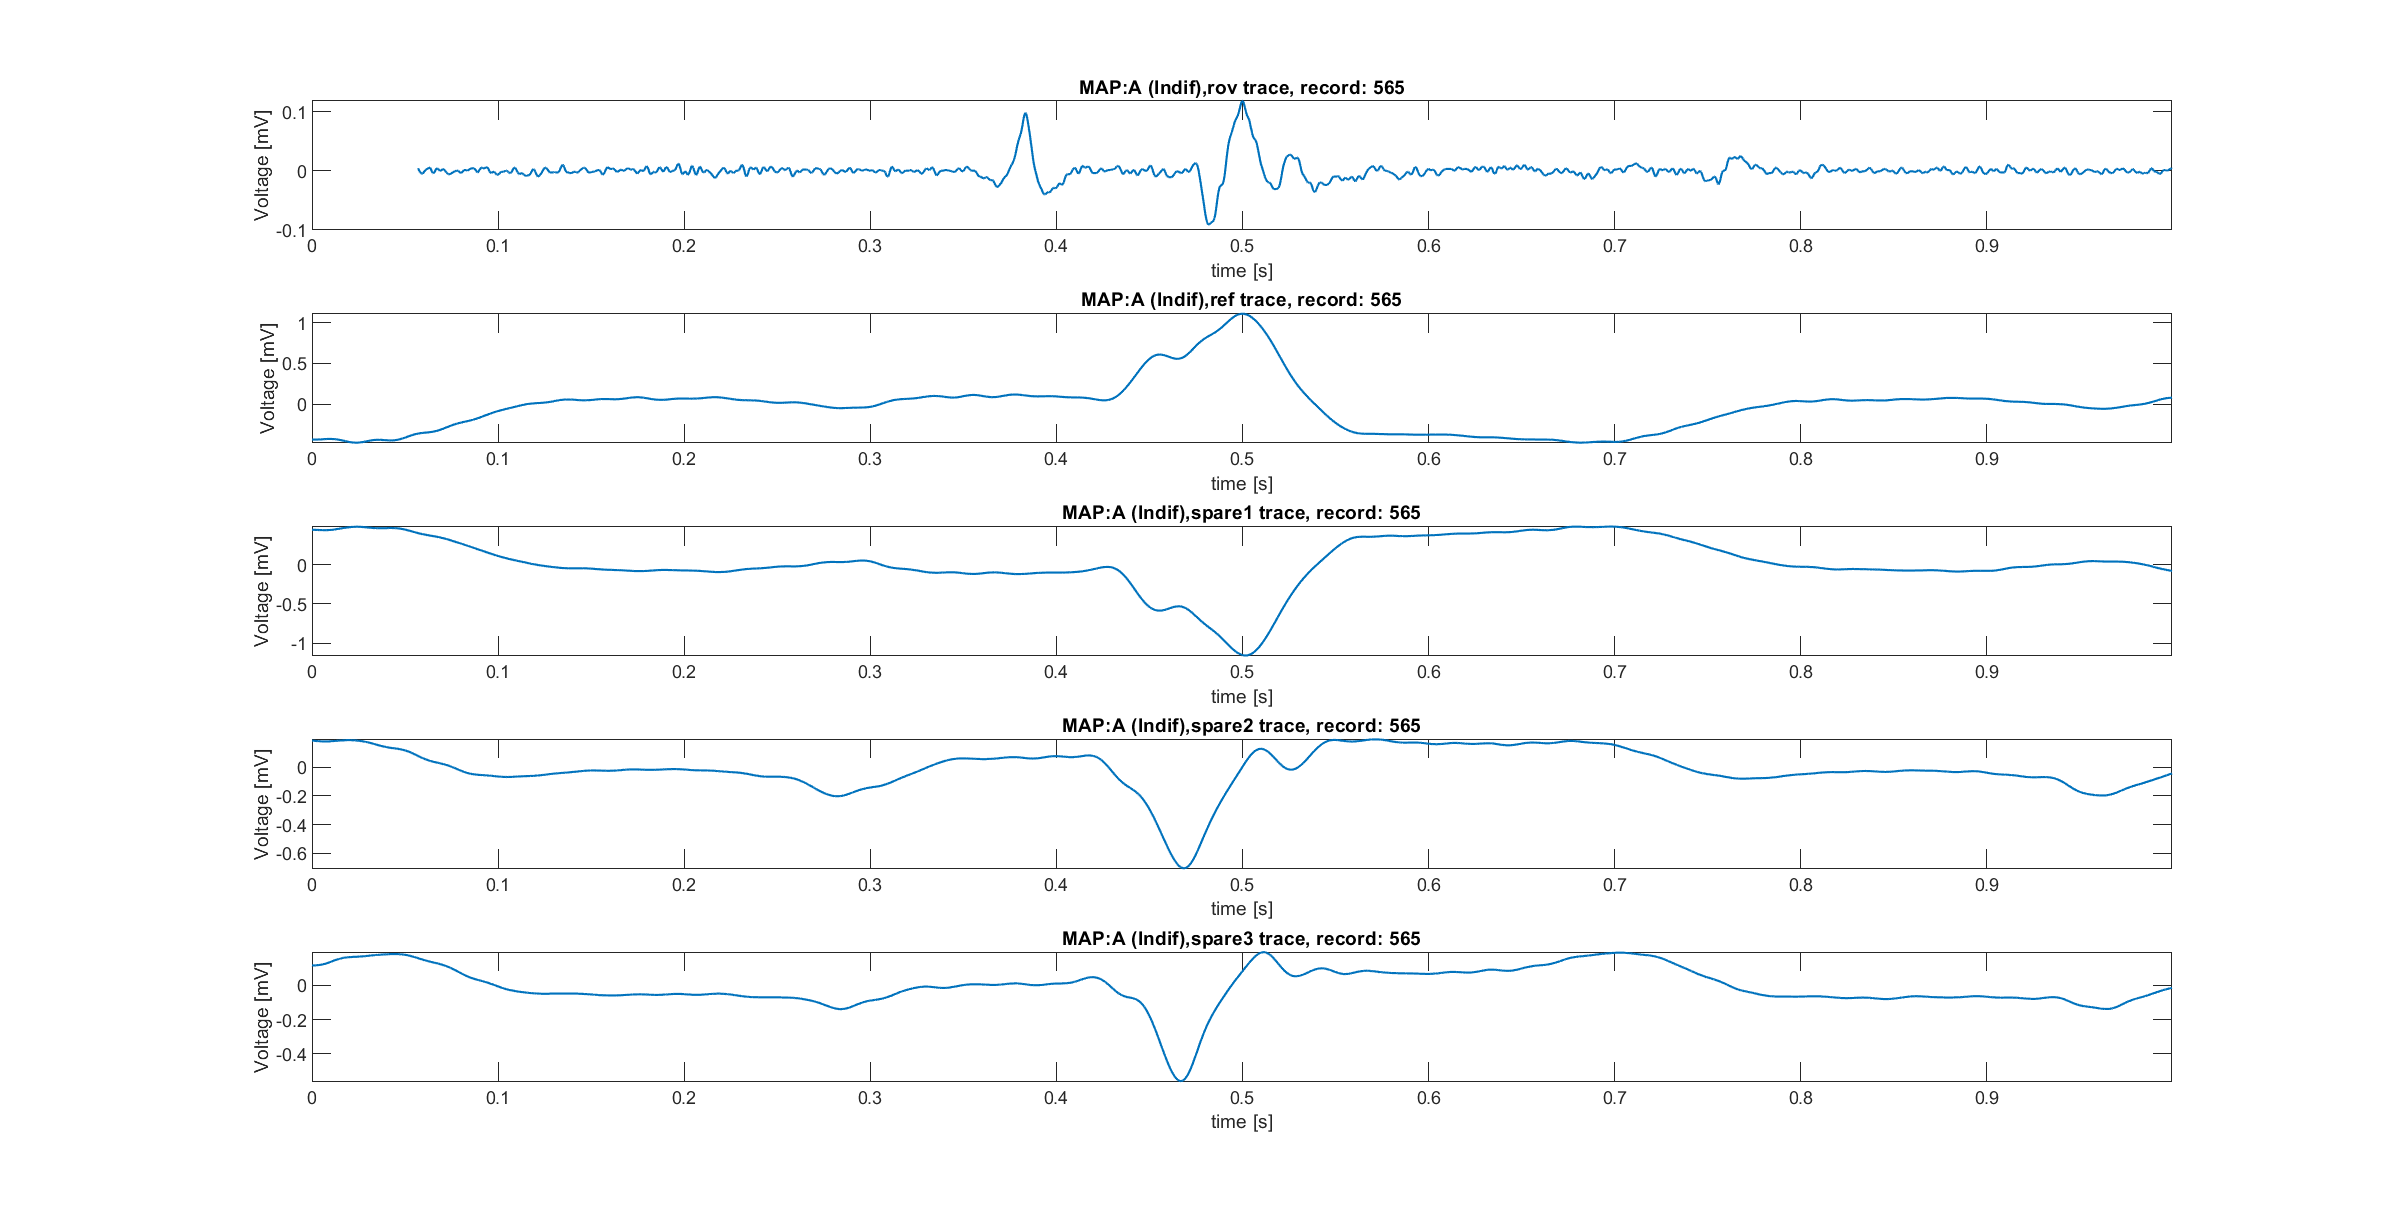 MAP:A (Indif),rov trace, record: 565
Voltage [mV]
0.1
0
-0.1
0 0.1 0.2 0.3 0.4 0.5 0.6 0.7 0.8 0.9
time [s]
MAP:A (Indif),ref trace, record: 565
Voltage [mV]
1
0.5
0
0 0.1 0.2 0.3 0.4 0.5 0.6 0.7 0.8 0.9
time [s]
MAP:A (Indif),spare1 trace, record: 565
Voltage [mV]
0
-0.5
-1
0 0.1 0.2 0.3 0.4 0.5 0.6 0.7 0.8 0.9
time [s]
MAP:A (Indif),spare2 trace, record: 565
Voltage [mV]
0
-0.2
-0.4
-0.6
0 0.1 0.2 0.3 0.4 0.5 0.6 0.7 0.8 0.9
time [s]
MAP:A (Indif),spare3 trace, record: 565
Voltage [mV]
0
-0.2
-0.4
0 0.1 0.2 0.3 0.4 0.5 0.6 0.7 0.8 0.9
time [s]